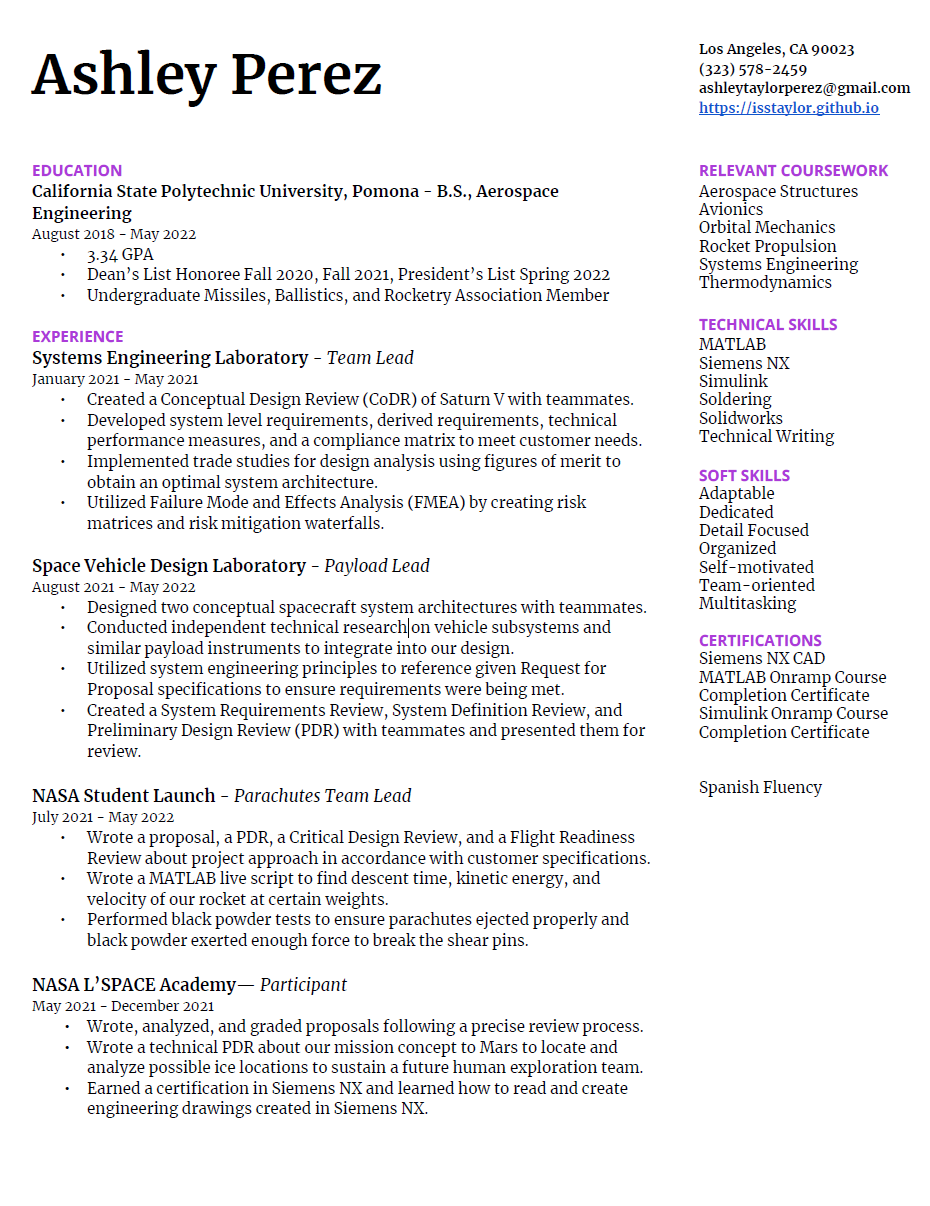 Ashley Perez
Los Angeles, CA 90023
(323) 578-2459
ashleytaylorperez@gmail.com
https://isstaylor.github.io
EDUCATION
California State Polytechnic University, Pomona - B.S., Aerospace
Engineering
August 2018 - May 2022
• 3.34 GPA
• Dean’s List Honoree Fall 2020, Fall 2021, President’s List Spring 2022
• Undergraduate Missiles, Ballistics, and Rocketry Association Member
EXPERIENCE
Systems Engineering Laboratory - Team Lead
January 2021 - May 2021
• Created a Conceptual Design Review (CoDR) of Saturn V with teammates.
• Developed system level requirements, derived requirements, technical
performance measures, and a compliance matrix to meet customer needs.
• Implemented trade studies for design analysis using figures of merit to
obtain an optimal system architecture.
• Utilized Failure Mode and Effects Analysis (FMEA) by creating risk
matrices and risk mitigation waterfalls.
Space Vehicle Design Laboratory - Payload Lead
August 2021 - May 2022
• Designed two conceptual spacecraft system architectures with teammates.
• Conducted independent technical research on vehicle subsystems and
similar payload instruments to integrate into our design.
• Utilized system engineering principles to reference given Request for
Proposal specifications to ensure requirements were being met.
• Created a System Requirements Review, System Definition Review, and
Preliminary Design Review (PDR) with teammates and presented them for
review.
NASA Student Launch - Parachutes Team Lead
July 2021 - May 2022
• Wrote a proposal, a PDR, a Critical Design Review, and a Flight Readiness
Review about project approach in accordance with customer specifications.
• Wrote a MATLAB live script to find descent time, kinetic energy, and
velocity of our rocket at certain weights.
• Performed black powder tests to ensure parachutes ejected properly and
black powder exerted enough force to break the shear pins.
NASA L’SPACE Academy— Participant
May 2021 - December 2021
• Wrote, analyzed, and graded proposals following a precise review process.
• Wrote a technical PDR about our mission concept to Mars to locate and
analyze possible ice locations to sustain a future human exploration team.
• Earned a certification in Siemens NX and learned how to read and create
engineering drawings created in Siemens NX.
RELEVANT COURSEWORK
Aerospace Structures
Avionics
Orbital Mechanics
Rocket Propulsion
Systems Engineering
Thermodynamics
TECHNICAL SKILLS
MATLAB
Siemens NX
Simulink
Soldering
Solidworks
Technical Writing
SOFT SKILLS
Adaptable
Dedicated
Detail Focused
Organized
Self-motivated
Team-oriented
Multitasking
CERTIFICATIONS
Siemens NX CAD
MATLAB Onramp Course
Completion Certificate
Simulink Onramp Course
Completion Certificate
Spanish Fluency